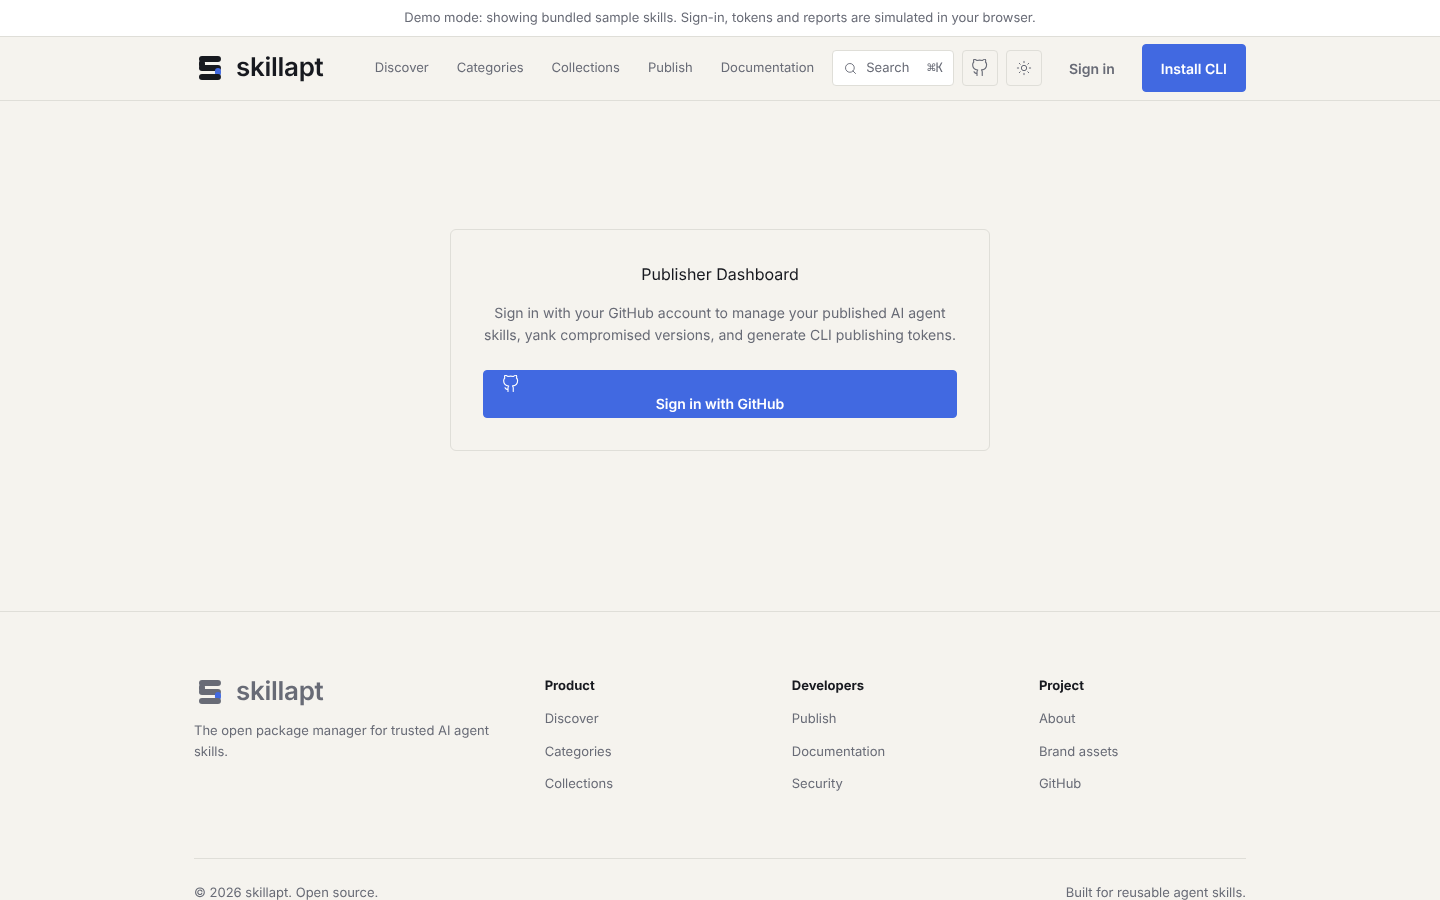 Demo mode: showing bundled sample skills. Sign-in, tokens and reports are simulated in your browser.
skillapt Discover Categories Collections Publish Documentation Search ⌘K Sign in Install CLI
Publisher Dashboard
Sign in with your GitHub account to manage your published AI agent
skills, yank compromised versions, and generate CLI publishing tokens.
Sign in with GitHub
skillapt
The open package manager for trusted AI agent
skills.
Product
Discover
Categories
Collections
Developers
Publish
Documentation
Security
Project
About
Brand assets
GitHub
© 2026 skillapt. Open source.
Built for reusable agent skills.